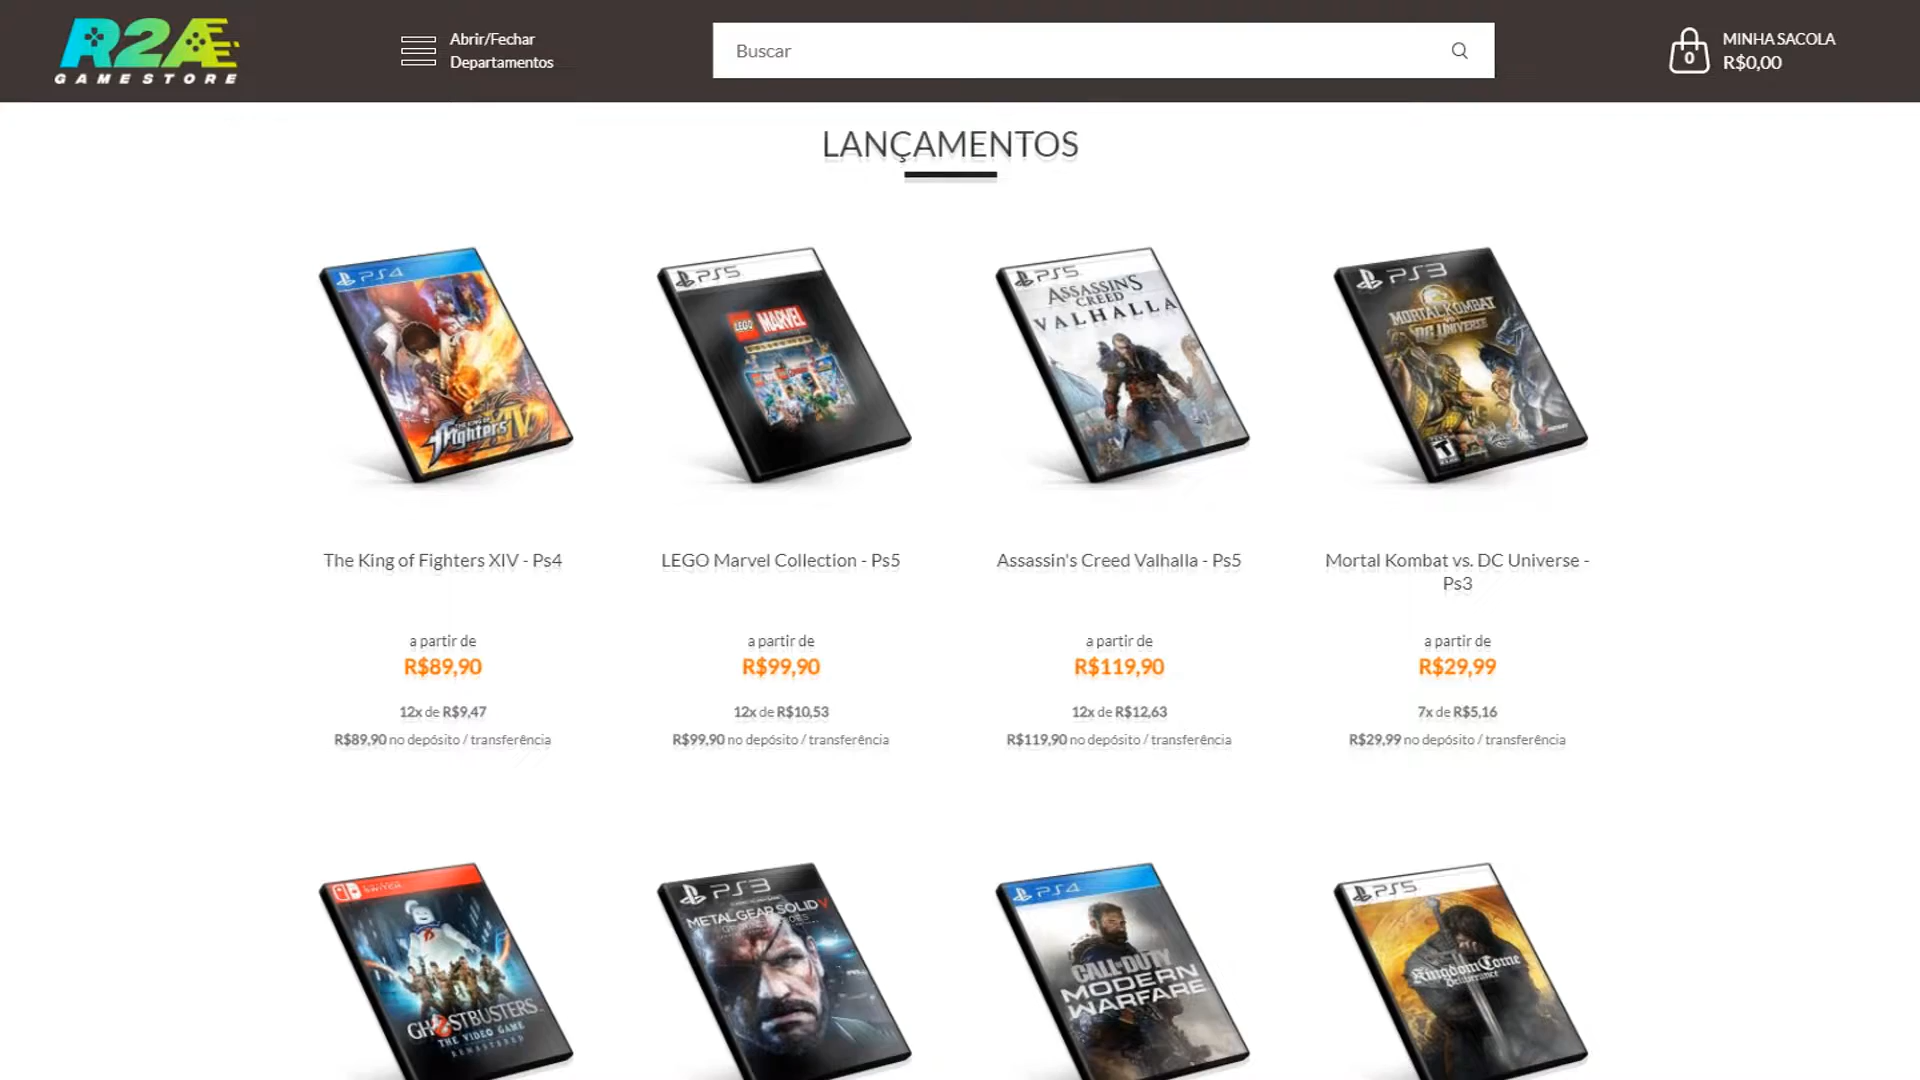 R2A
GAMESTORE
Abrir/Fechar
Departamentos
Buscar
0
MINHA SACOLA
R$0,00
LANÇAMENTOS
PS4
THE KING OF
Fighters XIV
PS5
LEGO MARVEL
COLLECTION
PS5
ASSASSIN'S
CREED
VALHALLA
PS3
MORTAL KOMBAT
VS
DC UNIVERSE
T
The King of Fighters XIV - Ps4
LEGO Marvel Collection - Ps5
Assassin's Creed Valhalla - Ps5
Mortal Kombat vs. DC Universe -
Ps3
a partir de
R$89,90
12x de R$9,47
R$89,90 no depósito / transferência
a partir de
R$99,90
12x de R$10,53
R$99,90 no depósito / transferência
a partir de
R$119,90
12x de R$12,63
R$119,90 no depósito / transferência
a partir de
R$29,99
7x de R$5,16
R$29,99 no depósito / transferência
SWITCH
GHOSTBUSTERS
THE VIDEO GAME
REMASTERED
PS3
METAL GEAR SOLID V
PS4
CALL OF DUTY
MODERN
WARFARE
PS5
Kingdom Come
Deliverance